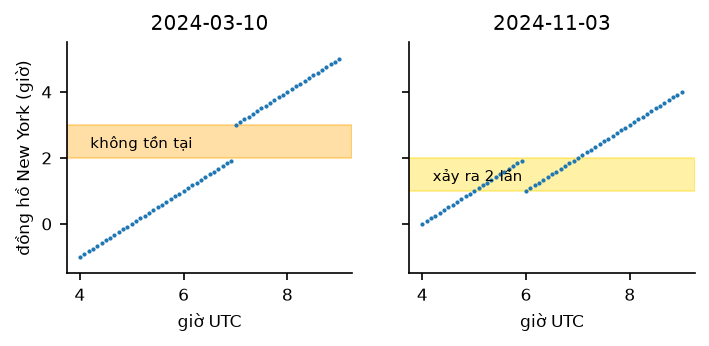 2024-03-10
đồng hồ New York (giờ)
4
2
0
không tồn tại
4
6
8
giờ UTC
2024-11-03
xảy ra 2 lần
4
6
8
giờ UTC